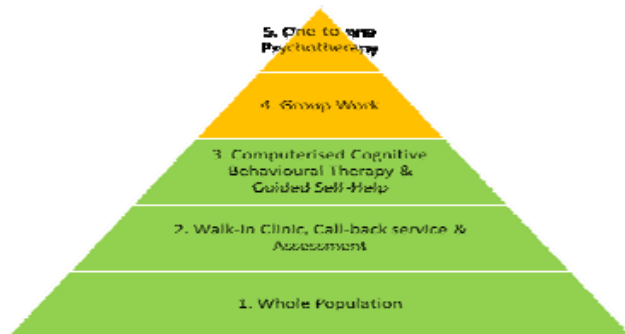 5. One to one
Psychotherapy
4. Group Work
3. Computerised Cognitive
Behavioural Therapy &
Guided Self-Help
2. Walk-in Clinic, Call-back service &
Assessment
1. Whole Population